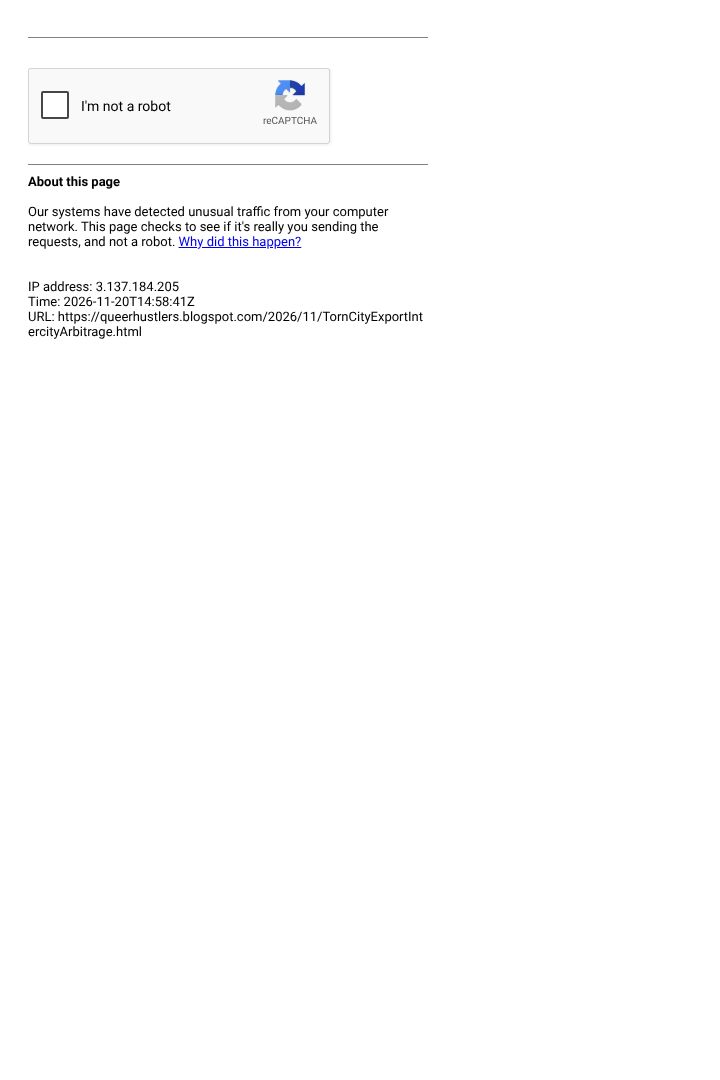 I'm not a robot
reCAPTCHA
About this page
Our systems have detected unusual traffic from your computer
network. This page checks to see if it's really you sending the
requests, and not a robot. Why did this happen?
IP address: 3.137.184.205
Time: 2026-11-20T14:58:41Z
URL: https://queerhustlers.blogspot.com/2026/11/TornCityExportInt
ercityArbitrage.html